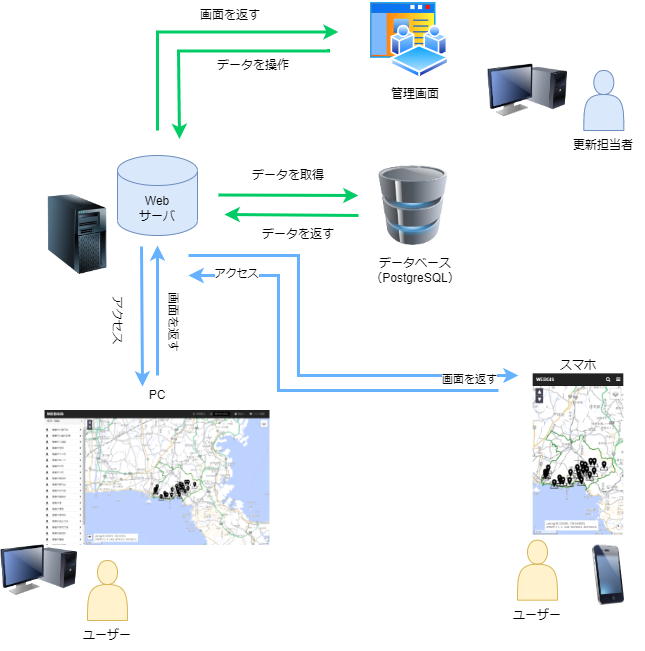 画面を返す
データを操作
管理画面
更新担当者
Web
サーバ
データを取得
データを返す
データベース
（PostgreSQL）
アクセス
アクセス
画面を返す
画面を返す
PC
スマホ
WEBGIS
WEBGIS
ユーザー
ユーザー